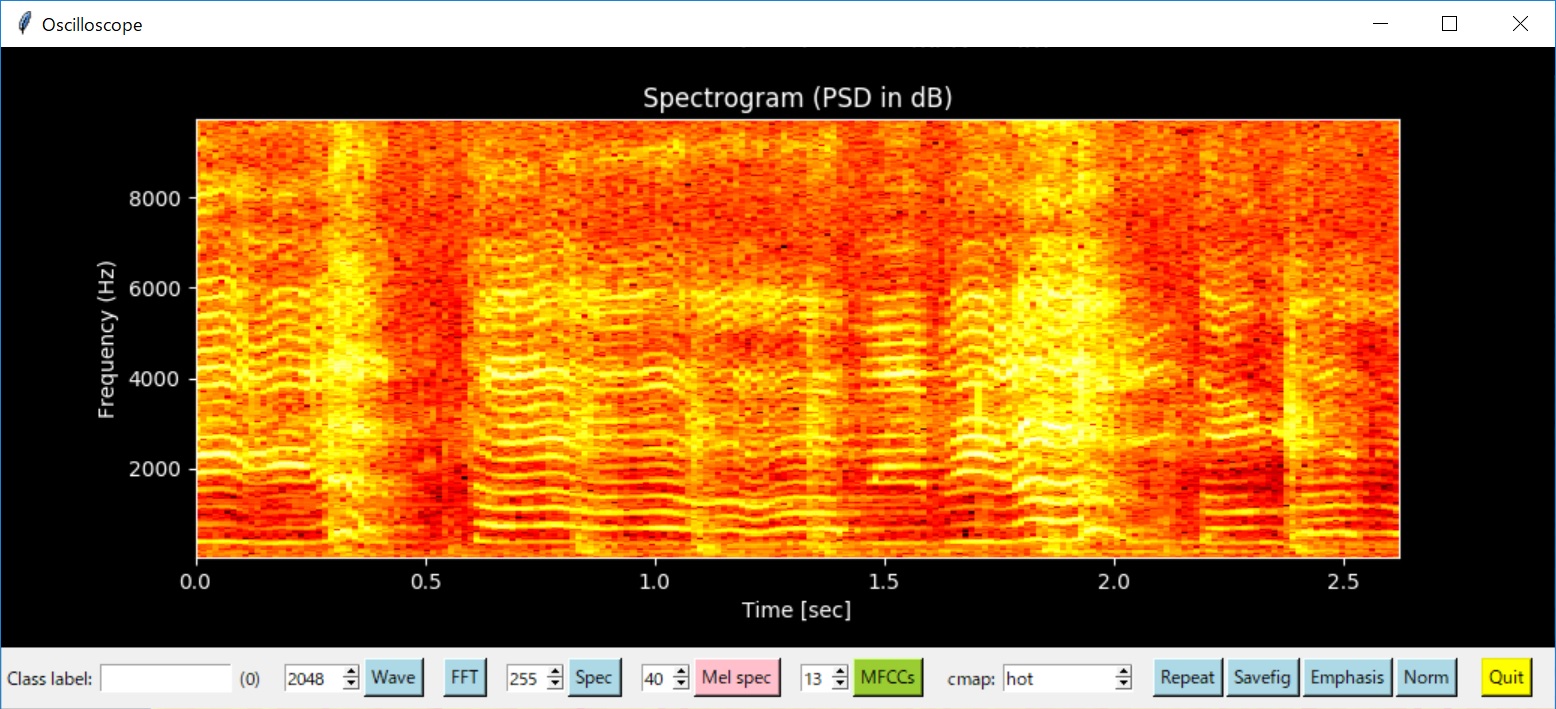 Oscilloscope
Spectrogram (PSD in dB)
Frequency (Hz)
8000
6000
4000
2000
0.0 0.5 1.0 1.5 2.0 2.5
Time [sec]
Class label: (0) 2048 Wave FFT 255 Spec 40 Mel spec 13 MFCCs cmap: hot Repeat Savefig Emphasis Norm Quit